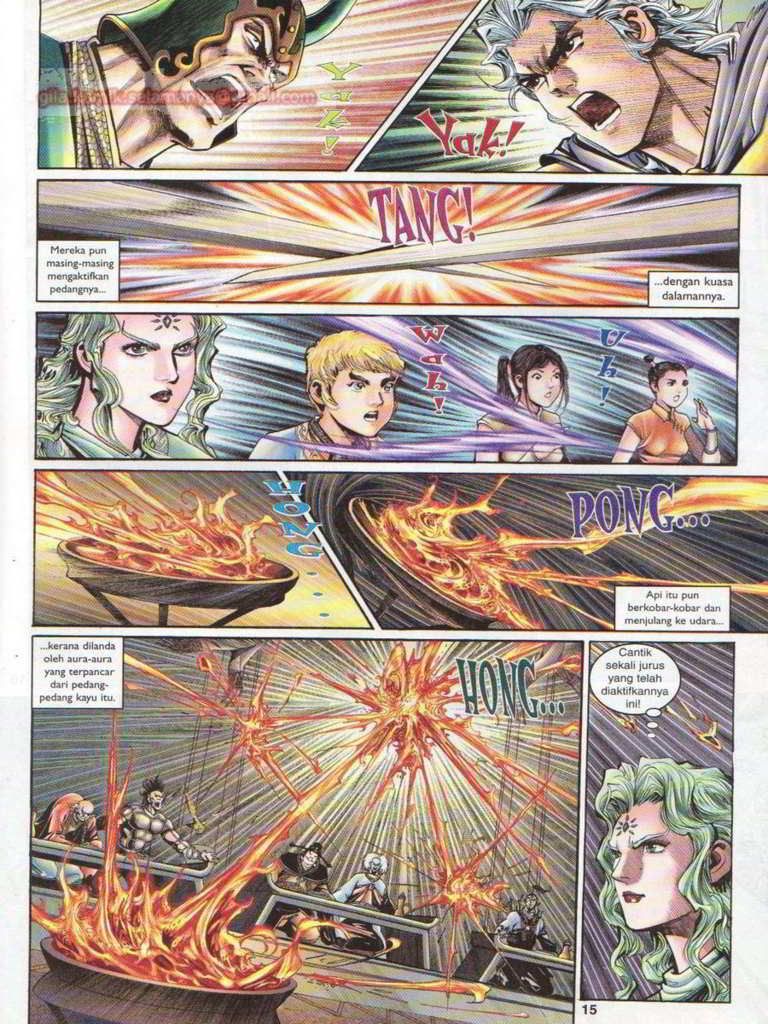 Yak!
Yak!
TANG!
Mereka pun
masing-masing
mengaktifkan
pedangnya...
...dengan kuasa
dalamannya.
Wah!
Uh!
HONG...
PONG...
Api itu pun
berkobar-kobar dan
menjulang ke udara...
...kerana dilanda
oleh aura-aura
yang terpancar
dari pedang-
pedang kayu itu.
HONG...
Cantik
sekali jurus
yang telah
diaktifkannya
ini!
15